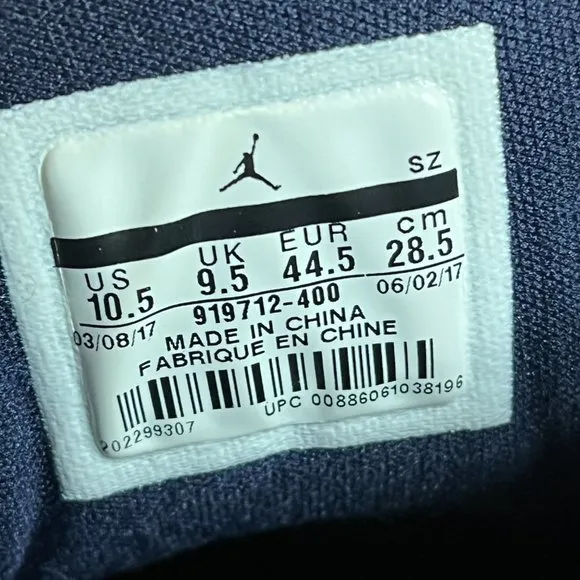 SZ
US UK EUR cm
10.5 9.5 44.5 28.5
03/08/17 919712-400 06/02/17
MADE IN CHINA
FABRIQUE EN CHINE
UPC 00886061038196
202299307